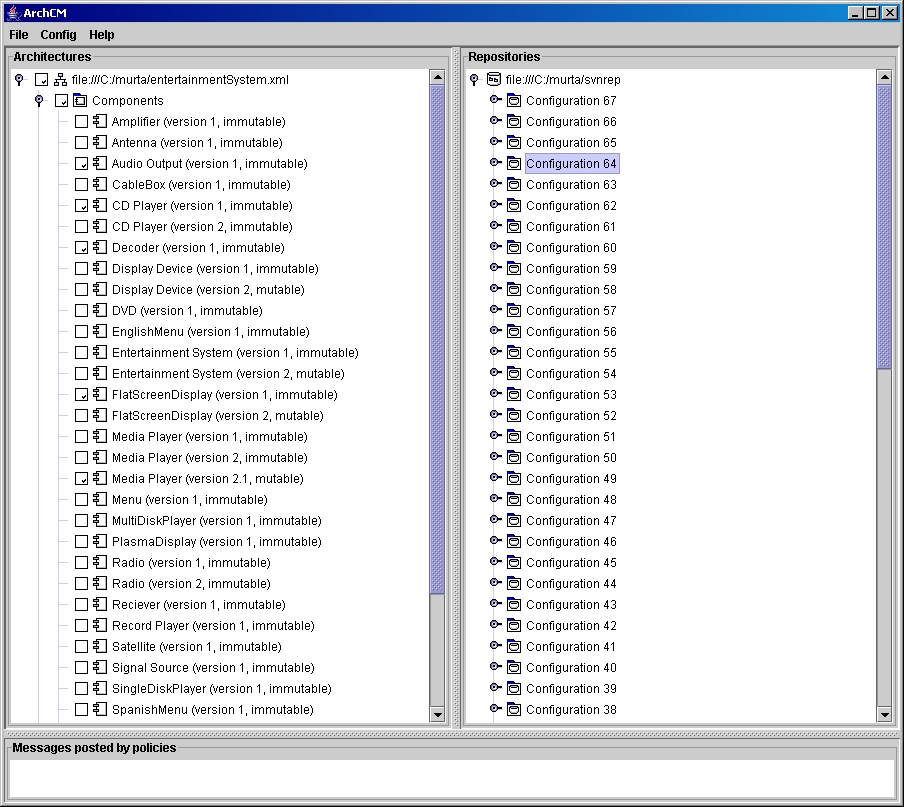 ArchCM
File Config Help
Architectures
file:///C:/murta/entertainmentSystem.xml
Components
Amplifier (version 1, immutable)
Antenna (version 1, immutable)
Audio Output (version 1, immutable)
CableBox (version 1, immutable)
CD Player (version 1, immutable)
CD Player (version 2, immutable)
Decoder (version 1, immutable)
Display Device (version 1, immutable)
Display Device (version 2, mutable)
DVD (version 1, immutable)
EnglishMenu (version 1, immutable)
Entertainment System (version 1, immutable)
Entertainment System (version 2, mutable)
FlatScreenDisplay (version 1, immutable)
FlatScreenDisplay (version 2, mutable)
Media Player (version 1, immutable)
Media Player (version 2, immutable)
Media Player (version 2.1, mutable)
Menu (version 1, immutable)
MultiDiskPlayer (version 1, immutable)
PlasmaDisplay (version 1, immutable)
Radio (version 1, immutable)
Radio (version 2, mutable)
Reciever (version 1, immutable)
Record Player (version 1, immutable)
Satellite (version 1, immutable)
Signal Source (version 1, immutable)
SingleDiskPlayer (version 1, immutable)
SpanishMenu (version 1, immutable)
Repositories
file:///C:/murta/svnrep
Configuration 67
Configuration 66
Configuration 65
Configuration 64
Configuration 63
Configuration 62
Configuration 61
Configuration 60
Configuration 59
Configuration 58
Configuration 57
Configuration 56
Configuration 55
Configuration 54
Configuration 53
Configuration 52
Configuration 51
Configuration 50
Configuration 49
Configuration 48
Configuration 47
Configuration 46
Configuration 45
Configuration 44
Configuration 43
Configuration 42
Configuration 41
Configuration 40
Configuration 39
Configuration 38
Messages posted by policies